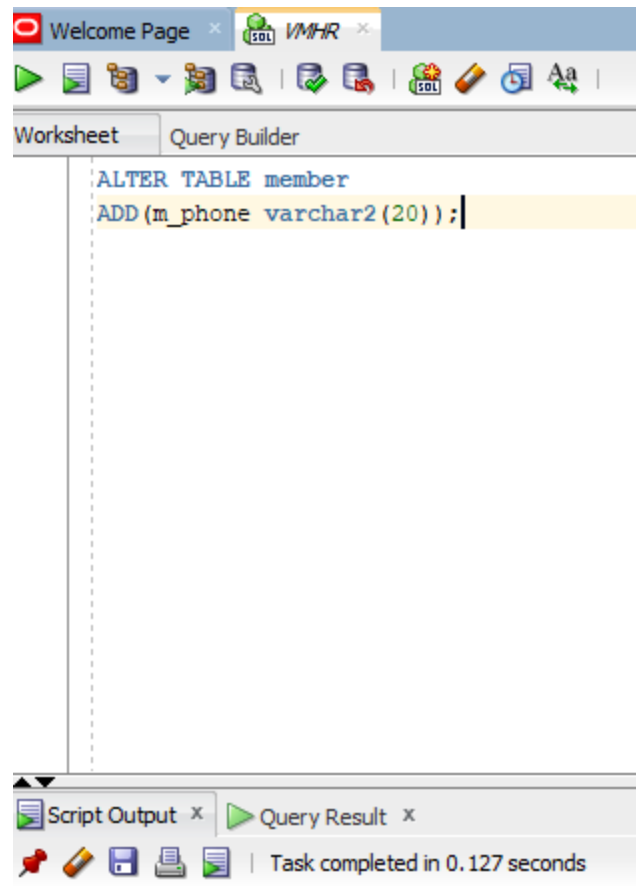 Welcome Page VMHR
Worksheet Query Builder
ALTER TABLE member
ADD(m_phone varchar2(20));
Script Output x Query Result x
Task completed in 0.127 seconds